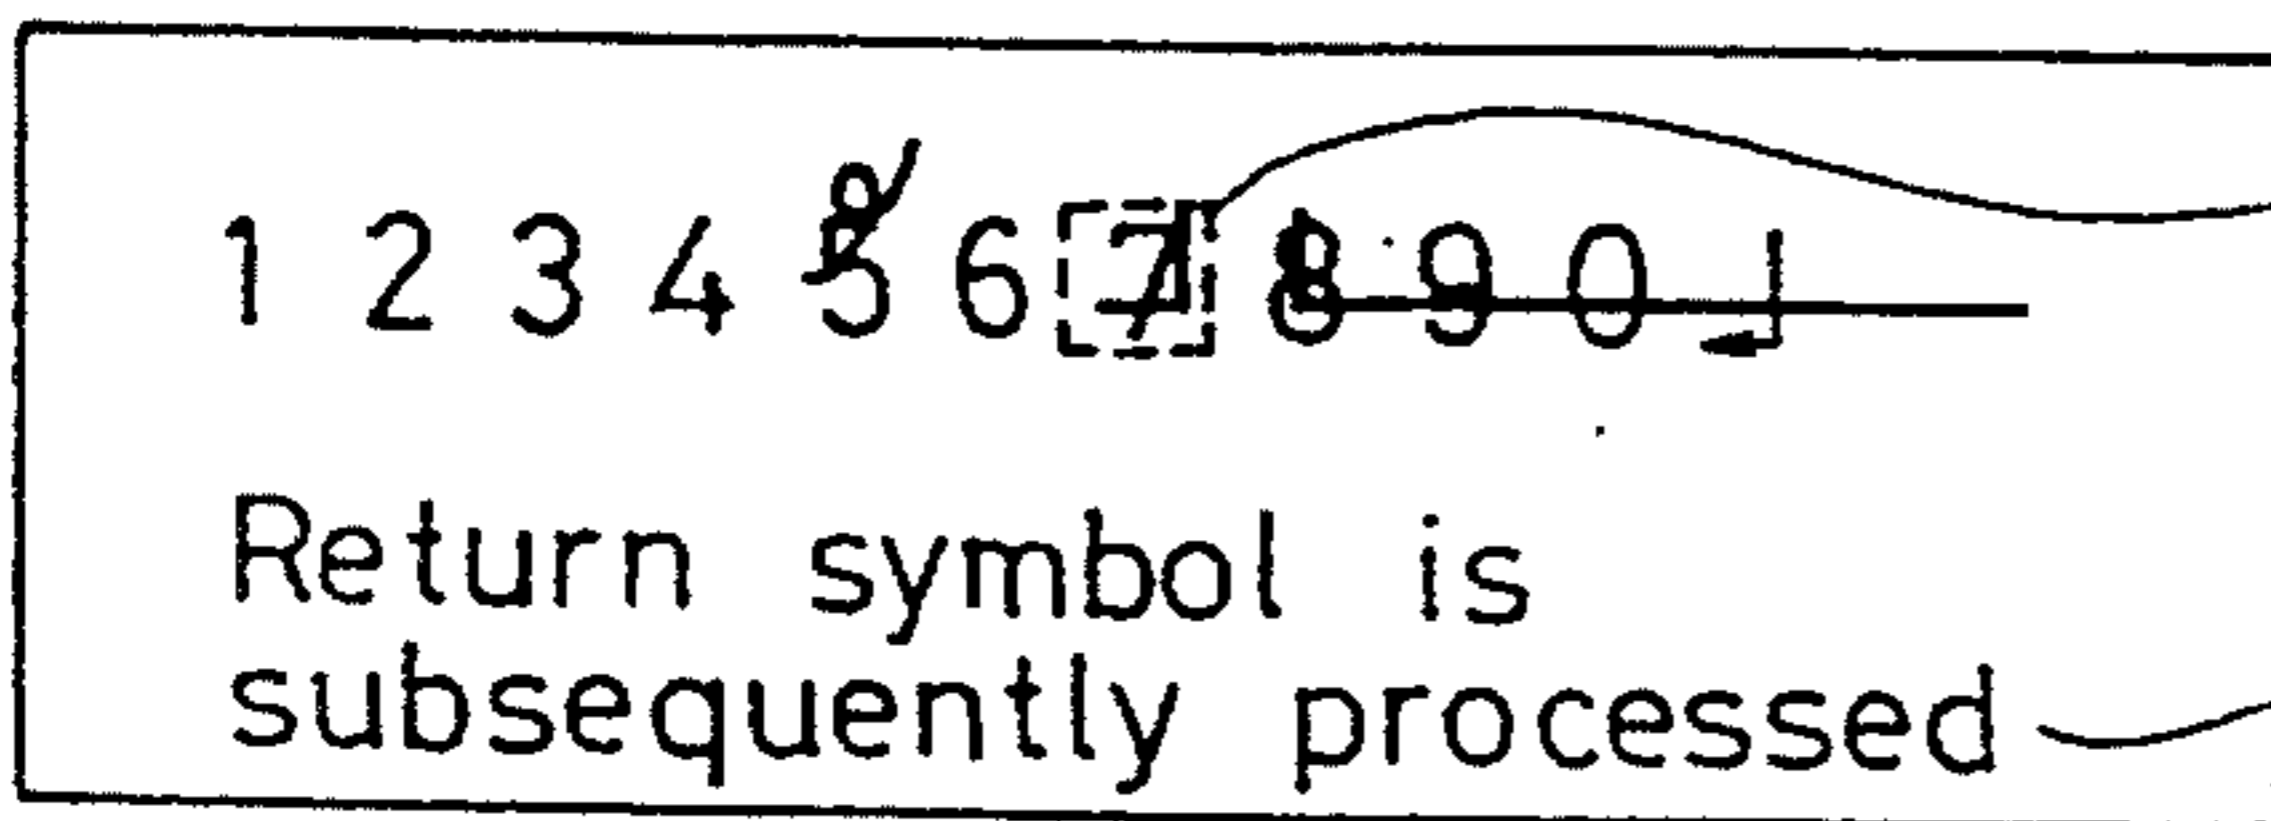 1 2 3 4 5 6 7 8 9 0 ↵
Return symbol is
subsequently processed